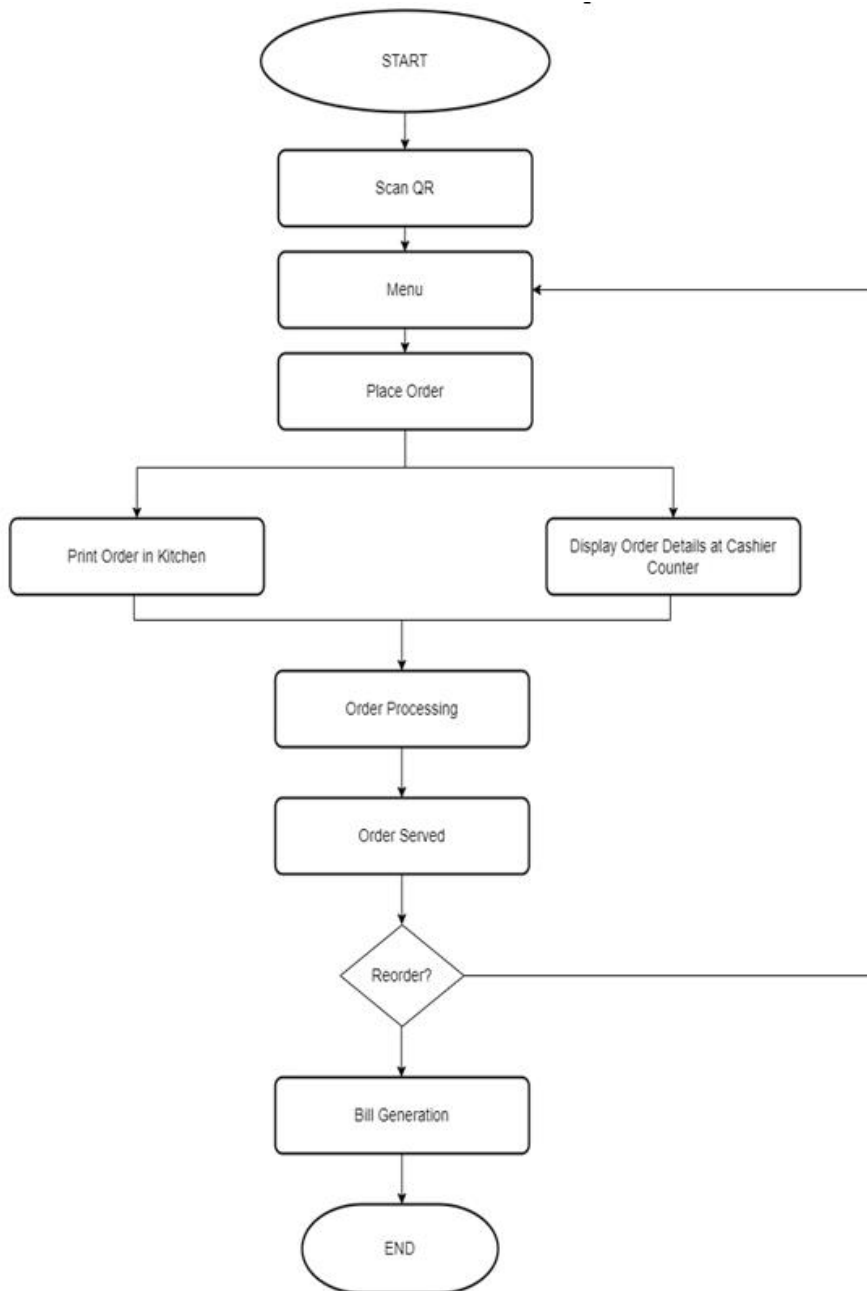 START
Scan QR
Menu
Place Order
Print Order in Kitchen
Display Order Details at Cashier
Counter
Order Processing
Order Served
Reorder?
Bill Generation
END